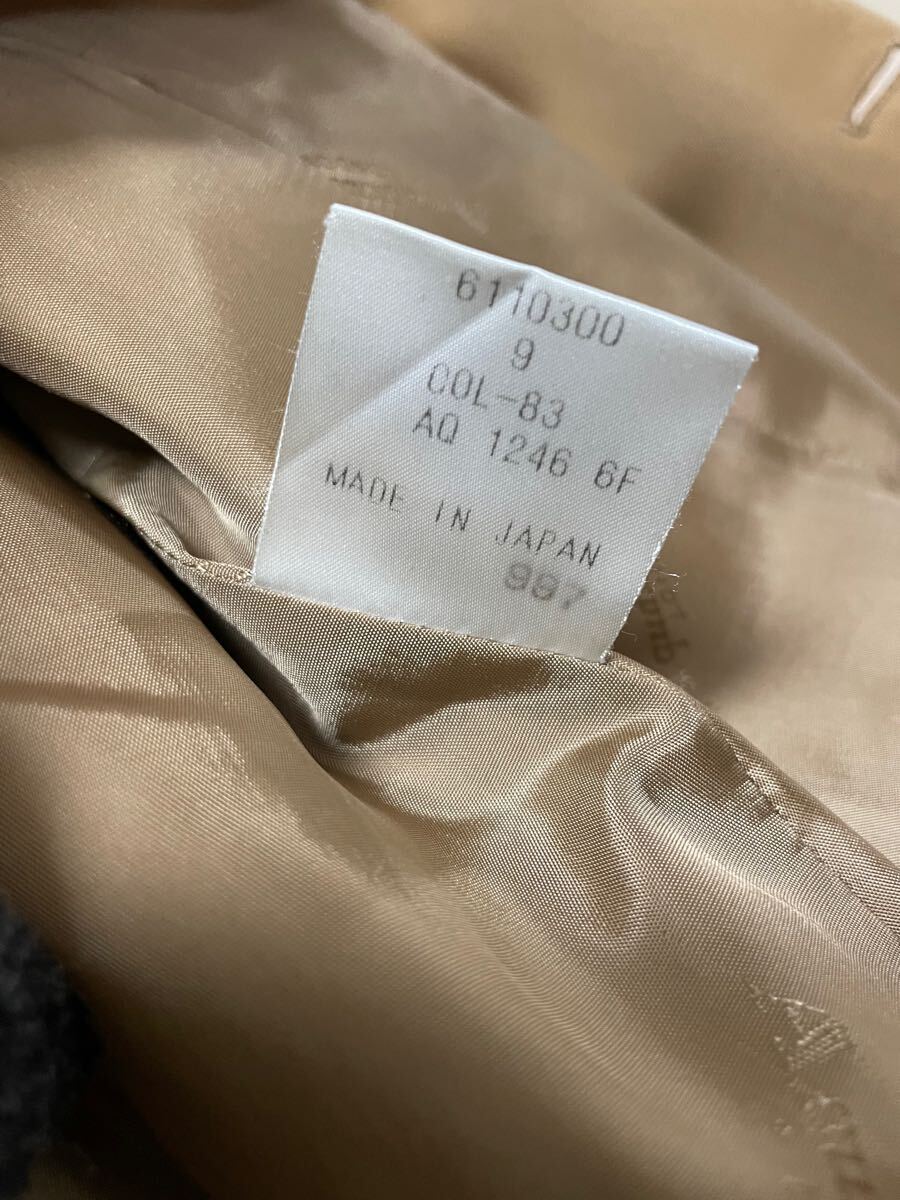 6110300
9
COL-83
AQ 1246 6F
MADE IN JAPAN
997